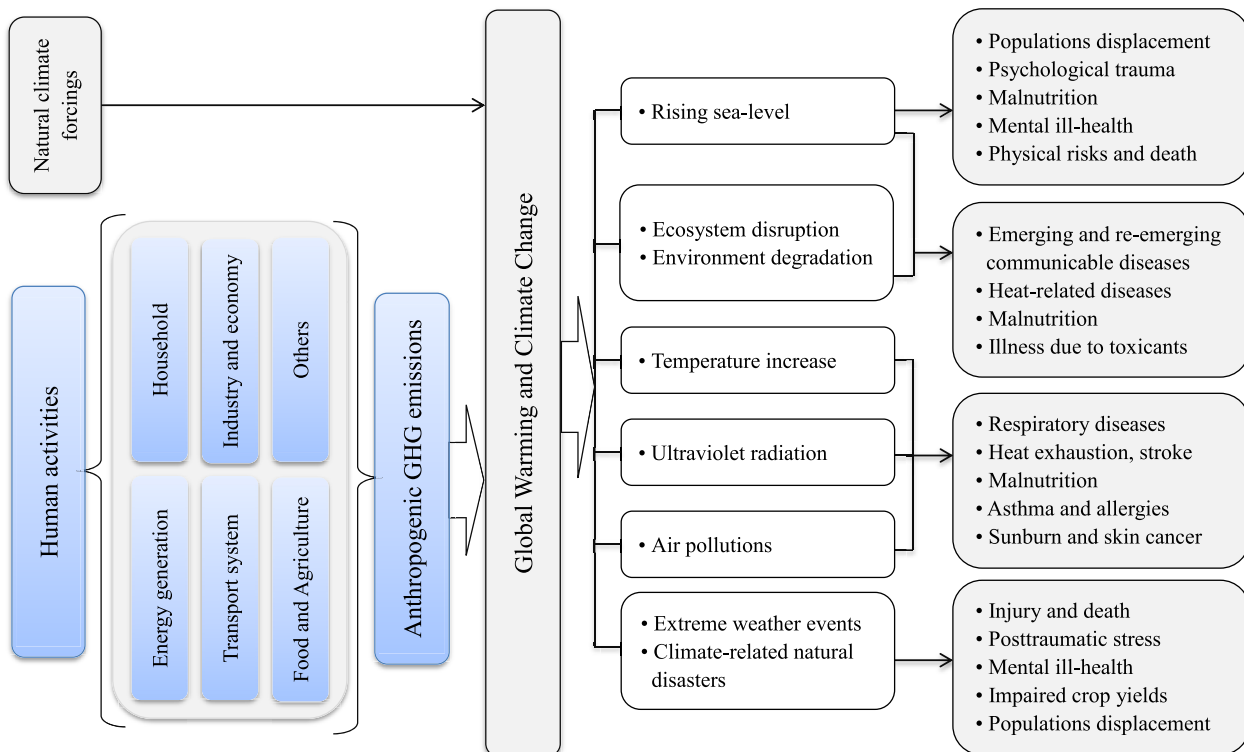 Natural climate
forcings
Human activities
Household
Industry and economy
Others
Energy generation
Transport system
Food and Agriculture
Anthropogenic GHG emissions
Global Warming and Climate Change
• Rising sea-level
• Ecosystem disruption
• Environment degradation
• Temperature increase
• Ultraviolet radiation
• Air pollutions
• Extreme weather events
• Climate-related natural
disasters
• Populations displacement
• Psychological trauma
• Malnutrition
• Mental ill-health
• Physical risks and death
• Emerging and re-emerging
communicable diseases
• Heat-related diseases
• Malnutrition
• Illness due to toxicants
• Respiratory diseases
• Heat exhaustion, stroke
• Malnutrition
• Asthma and allergies
• Sunburn and skin cancer
• Injury and death
• Posttraumatic stress
• Mental ill-health
• Impaired crop yields
• Populations displacement